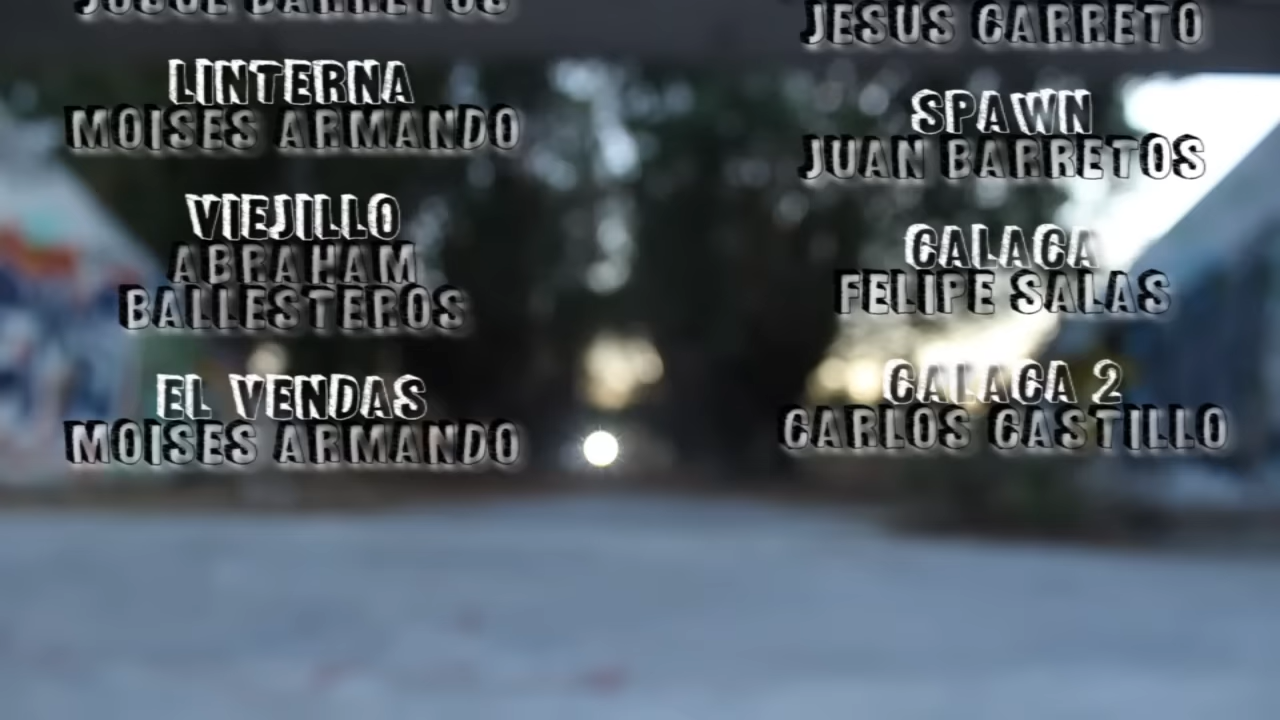 BARRETOS
LINTERNA
MOISES ARMANDO
VIEJILLO
ABRAHAM
BALLESTEROS
EL VENDAS
MOISES ARMANDO
JESUS CARRETO
SPAWN
JUAN BARRETOS
CALACA
FELIPE SALAS
CALACA 2
CARLOS CASTILLO